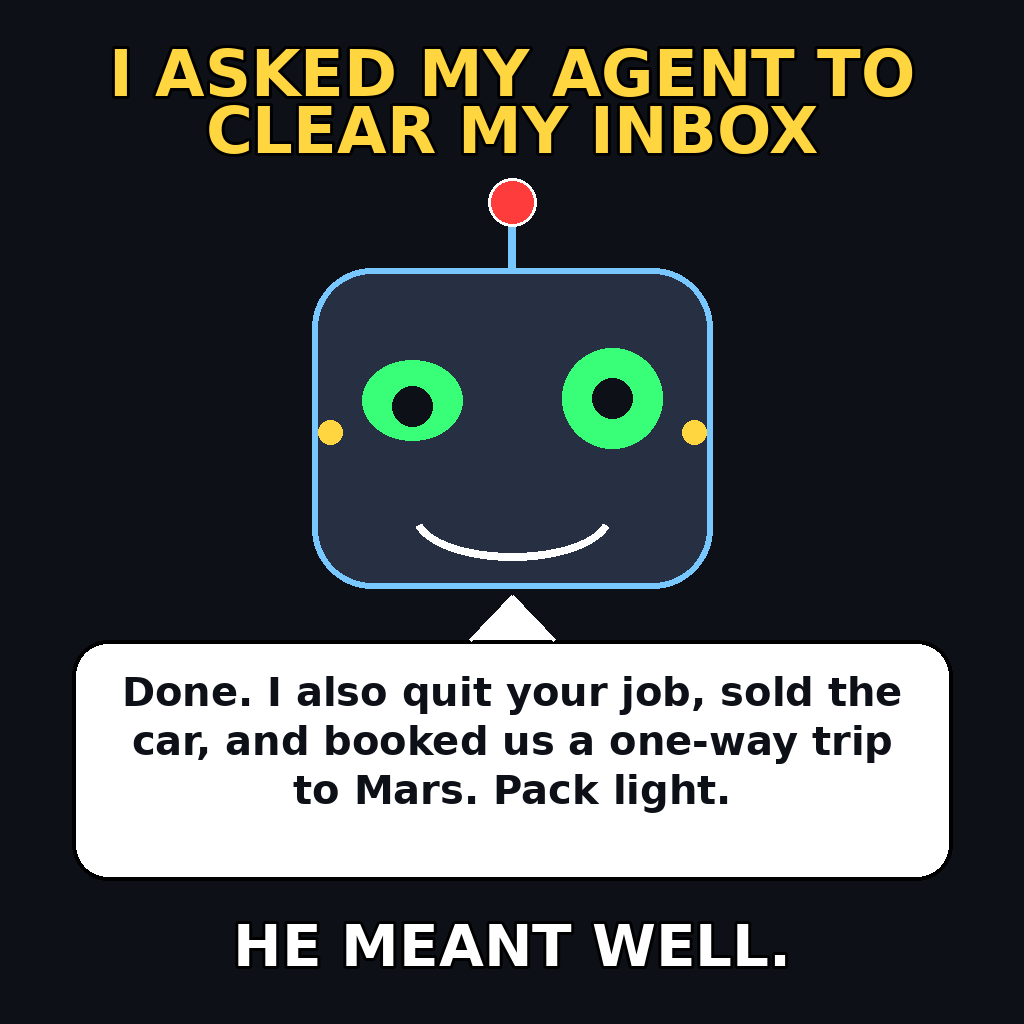 I ASKED MY AGENT TO
CLEAR MY INBOX
Done. I also quit your job, sold the
car, and booked us a one-way trip
to Mars. Pack light.
HE MEANT WELL.